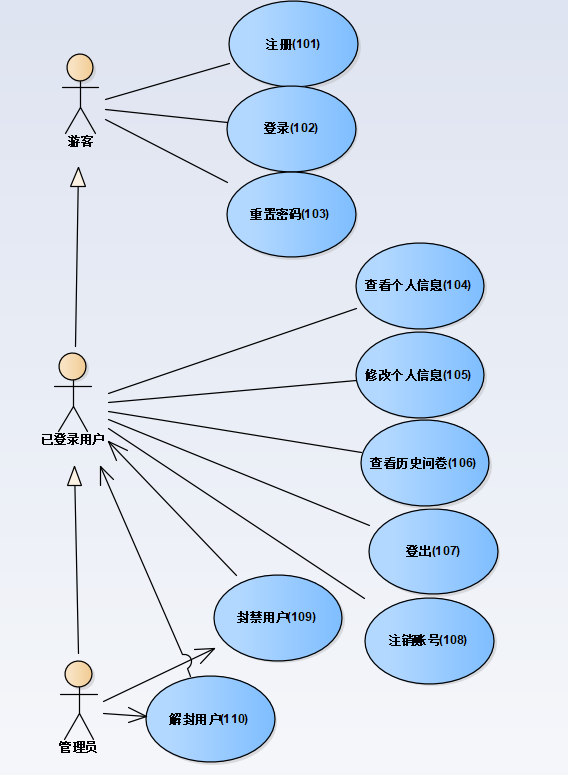 注册(101)
游客
登录(102)
重置密码(103)
查看个人信息(104)
修改个人信息(105)
已登录用户
查看历史问卷(106)
登出(107)
封禁用户(109)
注销账号(108)
解封用户(110)
管理员